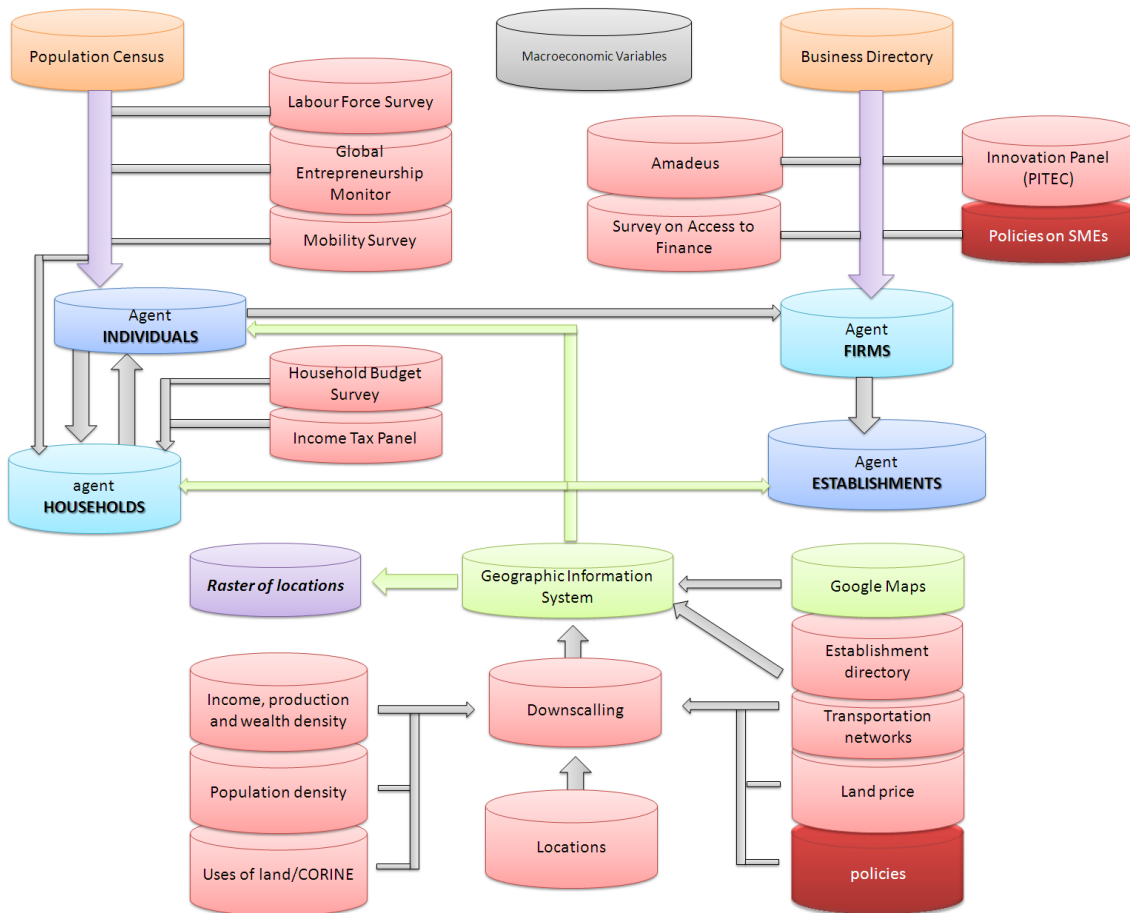 Population Census
Macroeconomic Variables
Business Directory
Labour Force Survey
Global
Entrepreneurship
Monitor
Mobility Survey
Amadeus
Survey on Access to
Finance
Innovation Panel
(PITEC)
Policies on SMEs
Agent
INDIVIDUALS
Agent
FIRMS
Household Budget
Survey
Income Tax Panel
agent
HOUSEHOLDS
Agent
ESTABLISHMENTS
Raster of locations
Geographic Information
System
Google Maps
Establishment
directory
Income, production
and wealth density
Downscalling
Transportation
networks
Population density
Land price
Locations
Uses of land/CORINE
policies